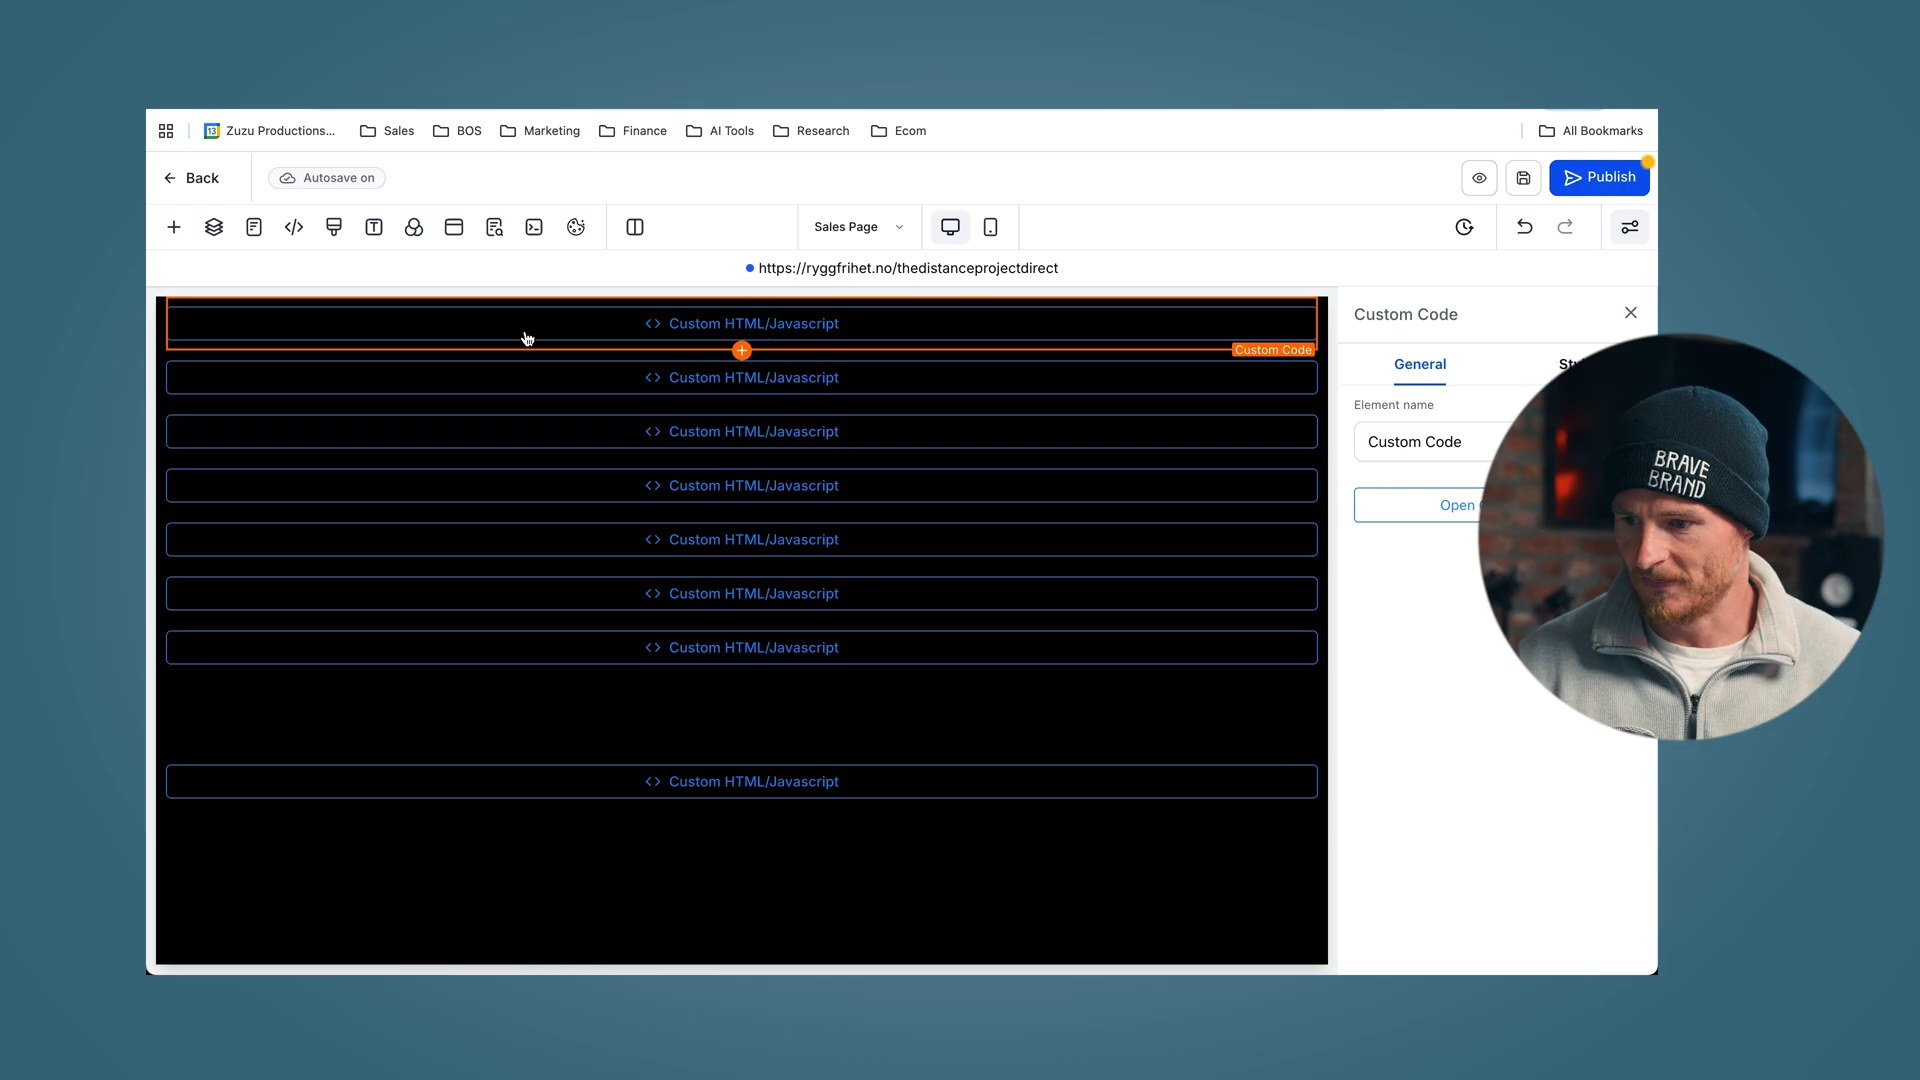 13 Zuzu Productions... Sales BOS Marketing Finance AI Tools Research Ecom All Bookmarks
Back Autosave on Publish
Sales Page
https://ryggfrihet.no/thedistanceprojectdirect
Custom HTML/Javascript
Custom Code
Custom HTML/Javascript
Custom HTML/Javascript
Custom HTML/Javascript
Custom HTML/Javascript
Custom HTML/Javascript
Custom HTML/Javascript
Custom HTML/Javascript
Custom Code
General
Element name
Custom Code
Open
BRAVE
BRAND